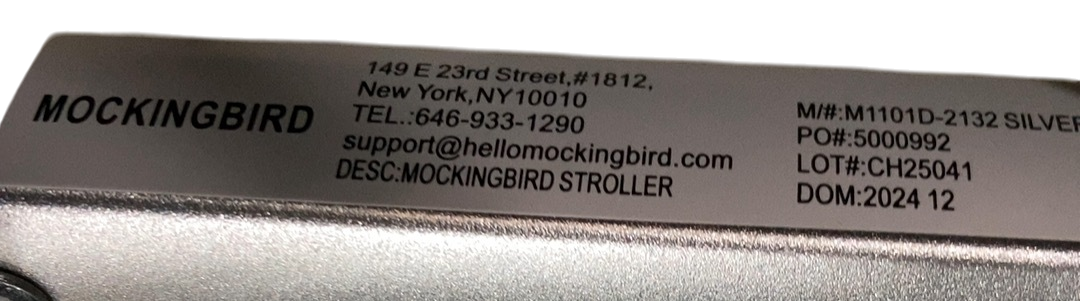 MOCKINGBIRD
149 E 23rd Street,#1812,
New York,NY10010
TEL.:646-933-1290
support@hellomockingbird.com
DESC:MOCKINGBIRD STROLLER
M/#:M1101D-2132 SILVER
PO#:5000992
LOT#:CH25041
DOM:2024 12